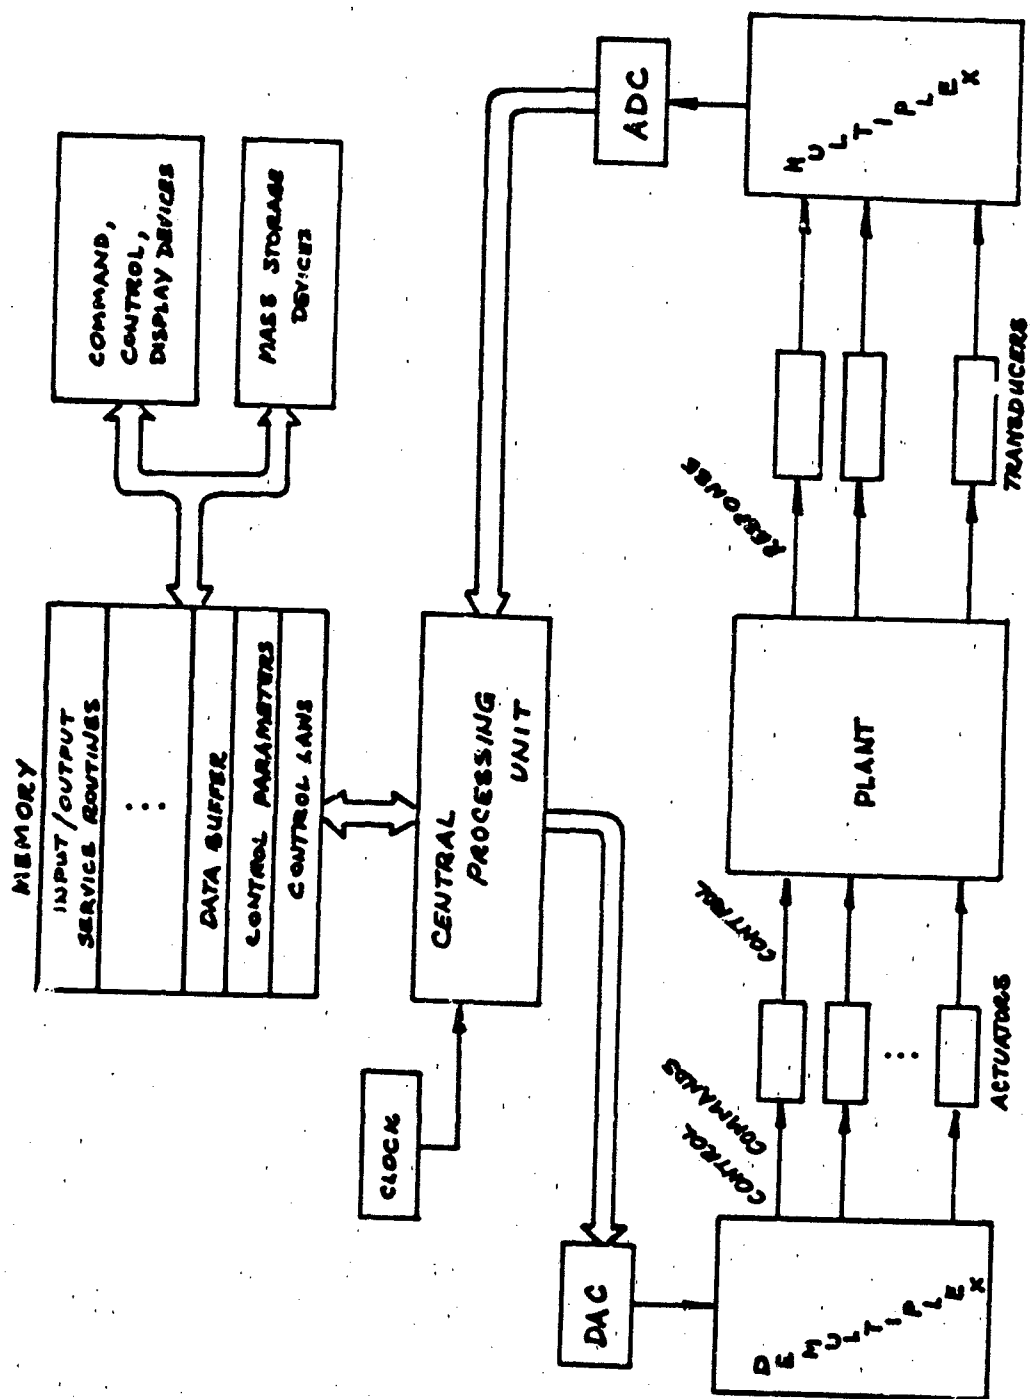 MEMORY
INPUT/OUTPUT
SERVICE ROUTINES
...
DATA BUFFER
CONTROL PARAMETERS
CONTROL LAWS
COMMAND,
CONTROL,
DISPLAY DEVICES
MASS STORAGE
DEVICES
CLOCK
CENTRAL
PROCESSING
UNIT
DAC
ADC
DEMULTIPLEX
CONTROL
COMMANDS
...
ACTUATORS
CONTROL
PLANT
RESPONSE
TRANSDUCERS
MULTIPLEX